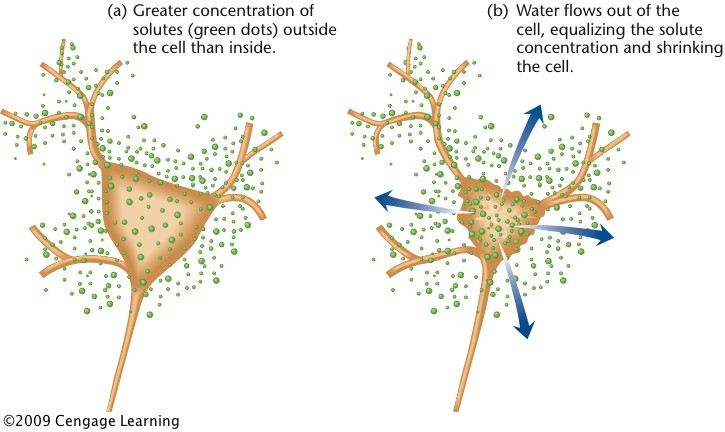 (a) Greater concentration of
solutes (green dots) outside
the cell than inside.
(b) Water flows out of the
cell, equalizing the solute
concentration and shrinking
the cell.
©2009 Cengage Learning